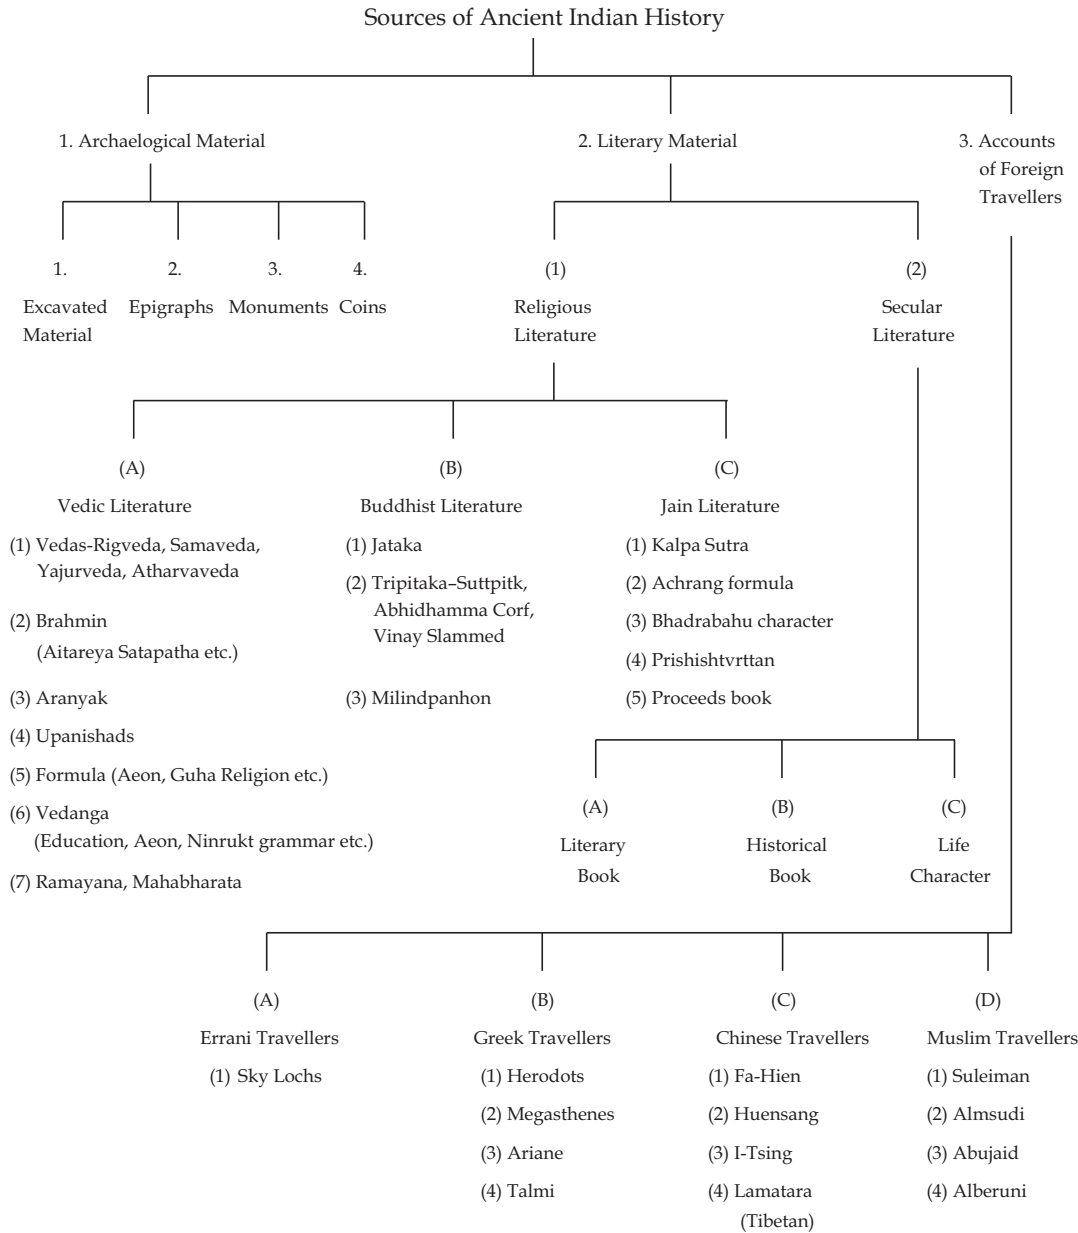 Sources of Ancient Indian History
1. Archaelogical Material
2. Literary Material
3. Accounts
of Foreign
Travellers
1.
Excavated
Material
2.
Epigraphs
3.
Monuments
4.
Coins
(1)
Religious
Literature
(2)
Secular
Literature
(A)
Vedic Literature
(1) Vedas-Rigveda, Samaveda,
Yajurveda, Atharvaveda
(2) Brahmin
(Aitareya Satapatha etc.)
(3) Aranyak
(4) Upanishads
(5) Formula (Aeon, Guha Religion etc.)
(6) Vedanga
(Education, Aeon, Ninrukt grammar etc.)
(7) Ramayana, Mahabharata
(B)
Buddhist Literature
(1) Jataka
(2) Tripitaka–Suttpitk,
Abhidhamma Corf,
Vinay Slammed
(3) Milindpanhon
(C)
Jain Literature
(1) Kalpa Sutra
(2) Achrang formula
(3) Bhadrabahu character
(4) Prishishtvrttan
(5) Proceeds book
(A)
Literary
Book
(B)
Historical
Book
(C)
Life
Character
(A)
Errani Travellers
(1) Sky Lochs
(B)
Greek Travellers
(1) Herodots
(2) Megasthenes
(3) Ariane
(4) Talmi
(C)
Chinese Travellers
(1) Fa-Hien
(2) Huensang
(3) I-Tsing
(4) Lamatara
(Tibetan)
(D)
Muslim Travellers
(1) Suleiman
(2) Almsudi
(3) Abujaid
(4) Alberuni